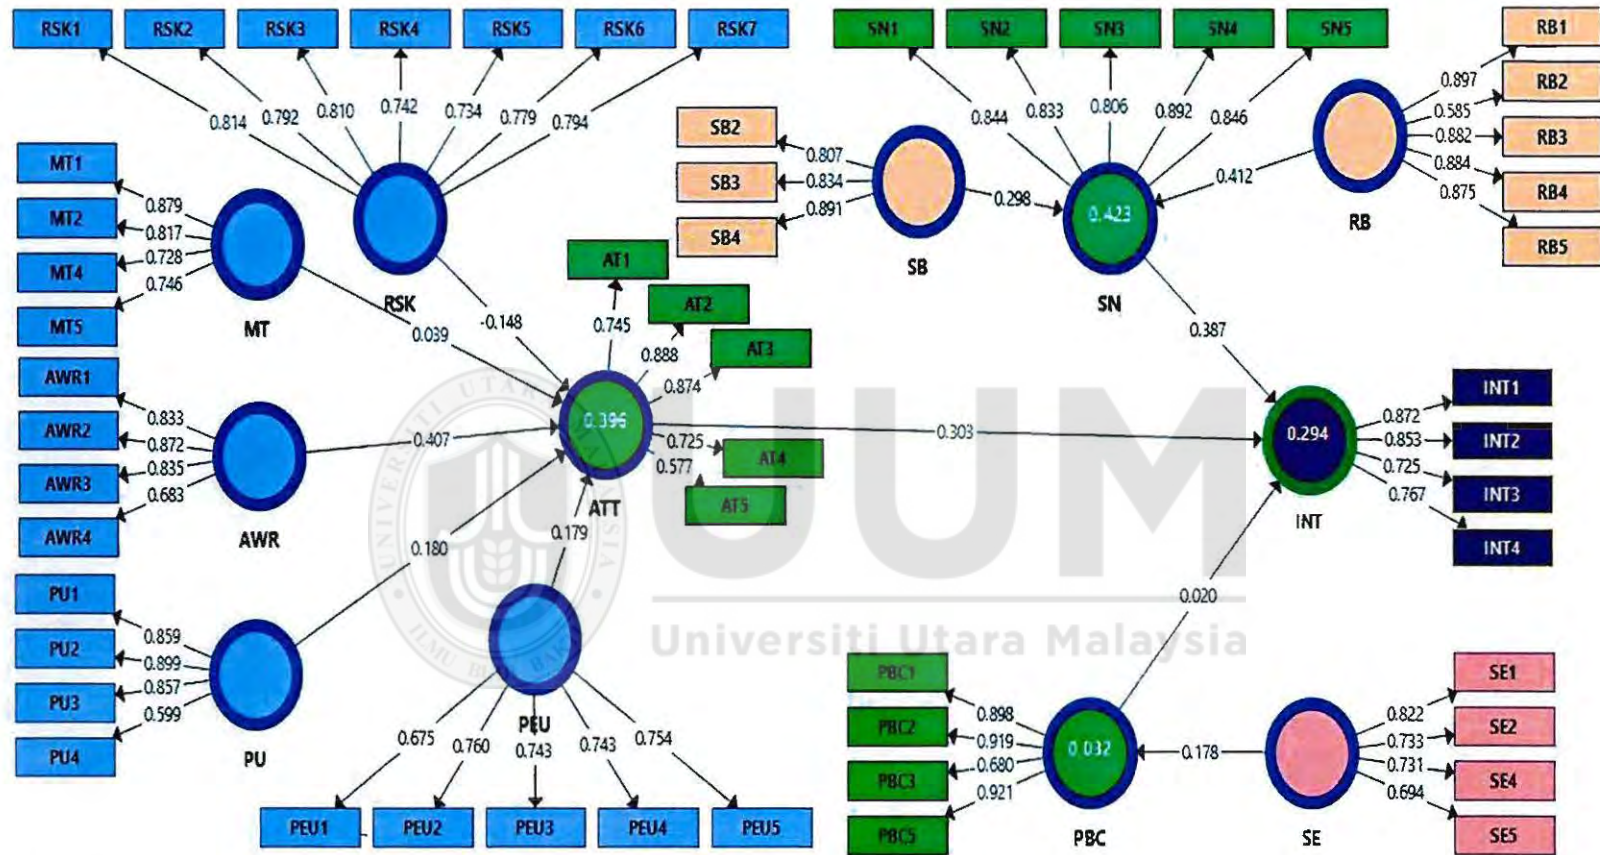 RSK1 RSK2 RSK3 RSK4 RSK5 RSK6 RSK7
0.814 0.792 0.810 0.742 0.734 0.779 0.794
RSK
SN1 SN2 SN3 SN4 SN5
0.844 0.833 0.806 0.892 0.846
0.423
SN
RB1
RB2
RB3
RB4
RB5
0.897
0.585
0.882
0.884
0.875
RB
0.412
SB2
SB3
SB4
0.807
0.834
0.891
SB
0.298
MT1
MT2
MT4
MT5
0.879
0.817
0.728
0.746
MT
0.039
-0.148
AT1
AT2
AT3
AT4
AT5
0.745
0.888
0.874
0.725
0.577
0.396
ATT
0.387
0.303
AWR1
AWR2
AWR3
AWR4
0.833
0.872
0.835
0.683
AWR
0.407
INT1
INT2
INT3
INT4
0.872
0.853
0.725
0.767
0.294
INT
PU1
PU2
PU3
PU4
0.859
0.899
0.857
0.599
PU
0.180
0.179
PEU
0.675 0.760 0.743 0.743 0.754
PEU1 PEU2 PEU3 PEU4 PEU5
0.020
PBC1
PBC2
PBC3
PBC5
0.898
0.919
0.680
0.921
0.032
PBC
0.178
SE
SE1
SE2
SE4
SE5
0.822
0.733
0.731
0.694
UUM
Universiti Utara Malaysia